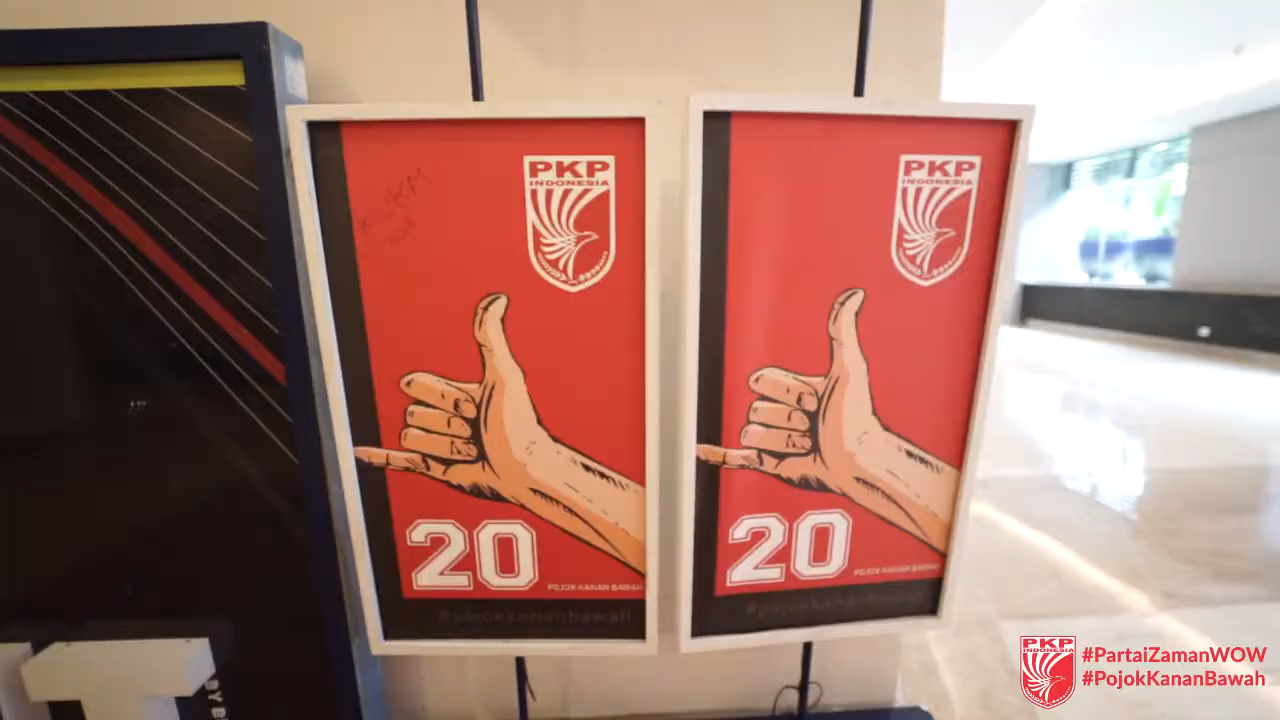 PKP
INDONESIA
20
POJOK KANAN BAWAH
#pojokkananbawah
PKP
INDONESIA
20
POJOK KANAN BAWAH
#pojokkananbawah
PKP
INDONESIA
#PartaiZamanWOW
#PojokKananBawah